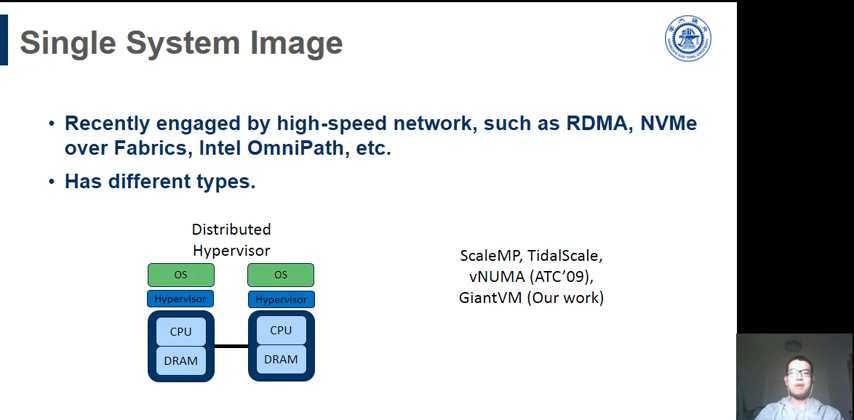 Single System Image
• Recently engaged by high-speed network, such as RDMA, NVMe
over Fabrics, Intel OmniPath, etc.
• Has different types.
Distributed
Hypervisor
OS
OS
Hypervisor
Hypervisor
CPU
CPU
DRAM
DRAM
ScaleMP, TidalScale,
vNUMA (ATC’09),
GiantVM (Our work)